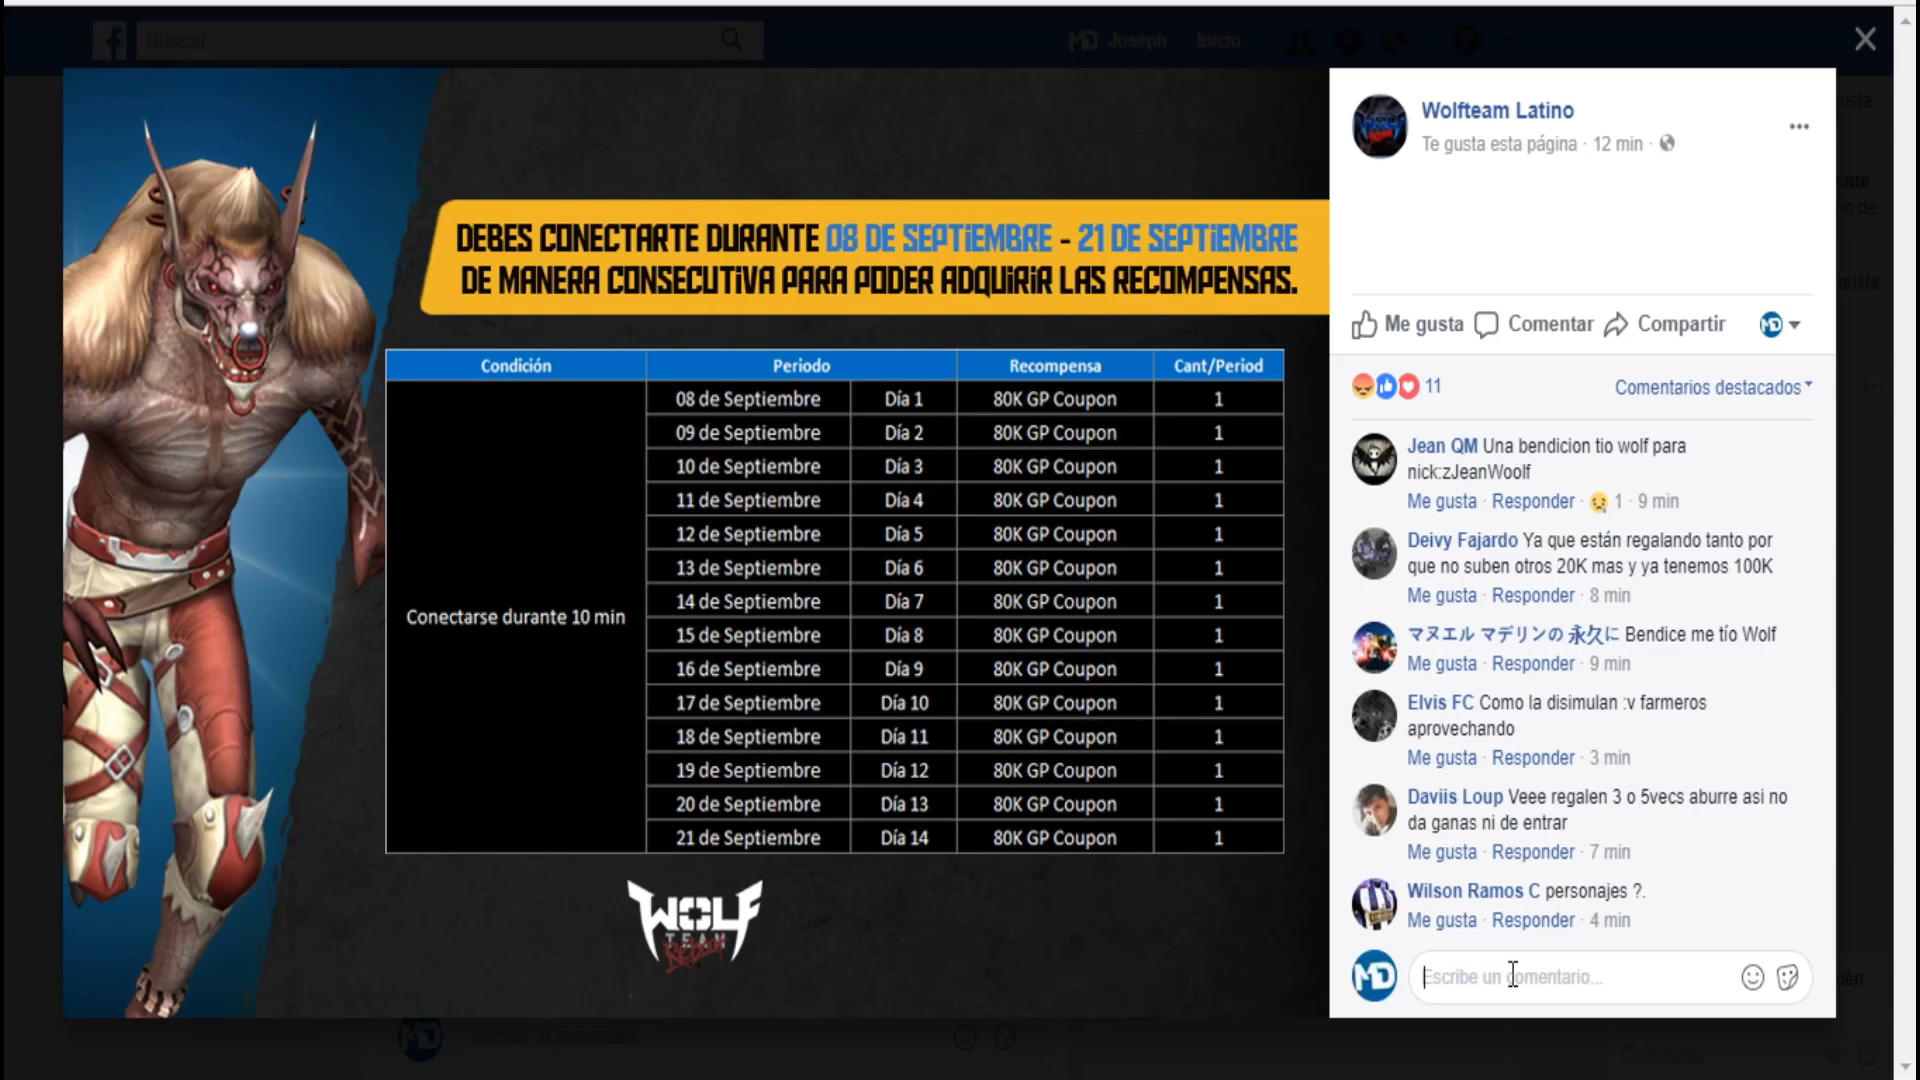 Buscar
Joseph
Inicio
DEBES CONECTARTE DURANTE 08 DE SEPTIEMBRE - 21 DE SEPTIEMBRE
DE MANERA CONSECUTIVA PARA PODER ADQUIRIR LAS RECOMPENSAS.
Condición Periodo Recompensa Cant/Period
Conectarse durante 10 min
08 de Septiembre Día 1 80K GP Coupon 1
09 de Septiembre Día 2 80K GP Coupon 1
10 de Septiembre Día 3 80K GP Coupon 1
11 de Septiembre Día 4 80K GP Coupon 1
12 de Septiembre Día 5 80K GP Coupon 1
13 de Septiembre Día 6 80K GP Coupon 1
14 de Septiembre Día 7 80K GP Coupon 1
15 de Septiembre Día 8 80K GP Coupon 1
16 de Septiembre Día 9 80K GP Coupon 1
17 de Septiembre Día 10 80K GP Coupon 1
18 de Septiembre Día 11 80K GP Coupon 1
19 de Septiembre Día 12 80K GP Coupon 1
20 de Septiembre Día 13 80K GP Coupon 1
21 de Septiembre Día 14 80K GP Coupon 1
WOLF
TEAM
Reboot
Wolfteam Latino
Te gusta esta página · 12 min ·
Me gusta Comentar Compartir
11 Comentarios destacados
Jean QM Una bendicion tio wolf para
nick:zJeanWoolf
Me gusta · Responder · 1 · 9 min
Deivy Fajardo Ya que están regalando tanto por
que no suben otros 20K mas y ya tenemos 100K
Me gusta · Responder · 8 min
マヌエル マデリンの 永久に Bendice me tío Wolf
Me gusta · Responder · 9 min
Elvis FC Como la disimulan :v farmeros
aprovechando
Me gusta · Responder · 3 min
Daviis Loup Veee regalen 3 o 5vecs aburre asi no
da ganas ni de entrar
Me gusta · Responder · 7 min
Wilson Ramos C personajes ?.
Me gusta · Responder · 4 min
MD
Escribe un comentario...
Escribe un comentario
Buscar